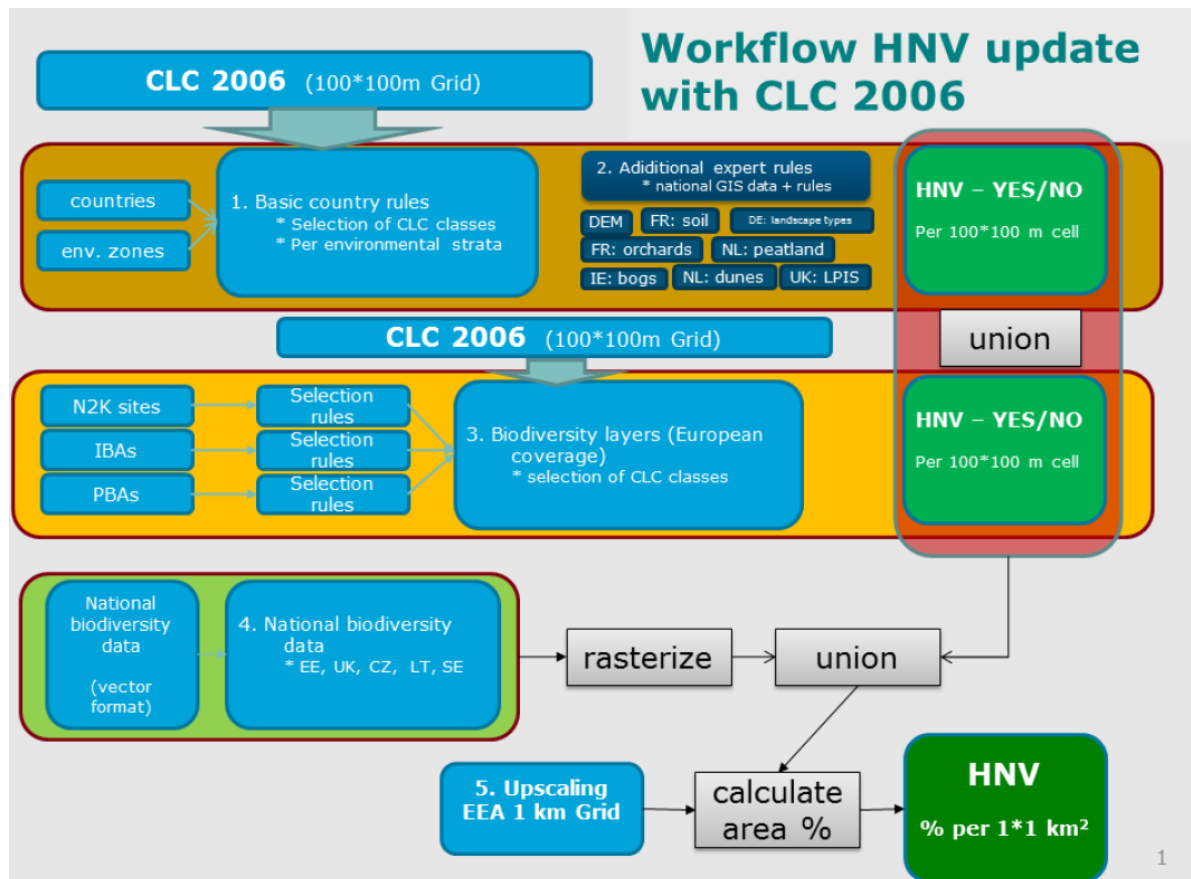 Workflow HNV update
with CLC 2006
CLC 2006 (100*100m Grid)
countries
env. zones
1. Basic country rules
* Selection of CLC classes
* Per environmental strata
2. Adiditional expert rules
* national GIS data + rules
DEM
FR: soil
DE: landscape types
FR: orchards
NL: peatland
IE: bogs
NL: dunes
UK: LPIS
HNV – YES/NO
Per 100*100 m cell
union
CLC 2006 (100*100m Grid)
N2K sites
IBAs
PBAs
Selection
rules
Selection
rules
Selection
rules
3. Biodiversity layers (European
coverage)
* selection of CLC classes
HNV – YES/NO
Per 100*100 m cell
National
biodiversity
data
(vector
format)
4. National biodiversity
data
* EE, UK, CZ, LT, SE
rasterize
union
5. Upscaling
EEA 1 km Grid
calculate
area %
HNV
% per 1*1 km²
1